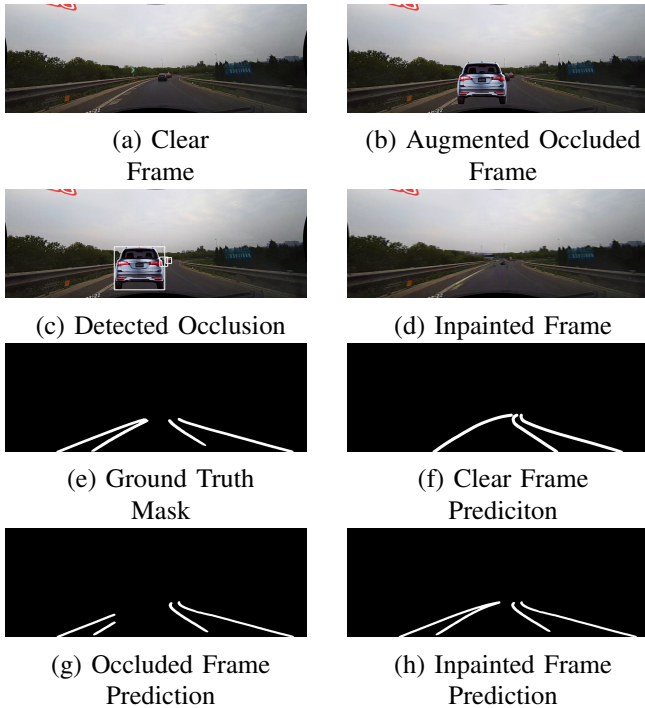 (a) Clear
Frame
(b) Augmented Occluded
Frame
(c) Detected Occlusion
(d) Inpainted Frame
(e) Ground Truth
Mask
(f) Clear Frame
Prediciton
(g) Occluded Frame
Prediction
(h) Inpainted Frame
Prediction